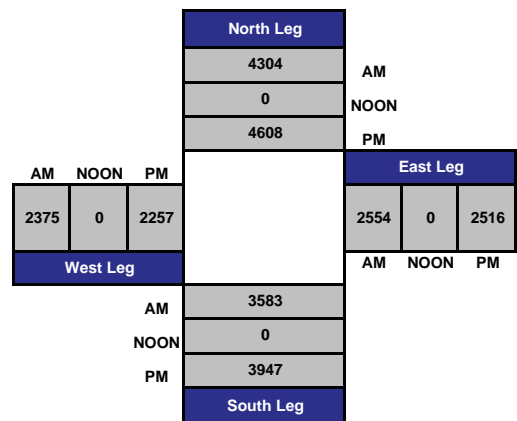 North Leg
4304 AM
0 NOON
4608 PM
AM NOON PM
East Leg
2375 0 2257
2554 0 2516
West Leg
AM NOON PM
AM 3583
NOON 0
PM 3947
South Leg